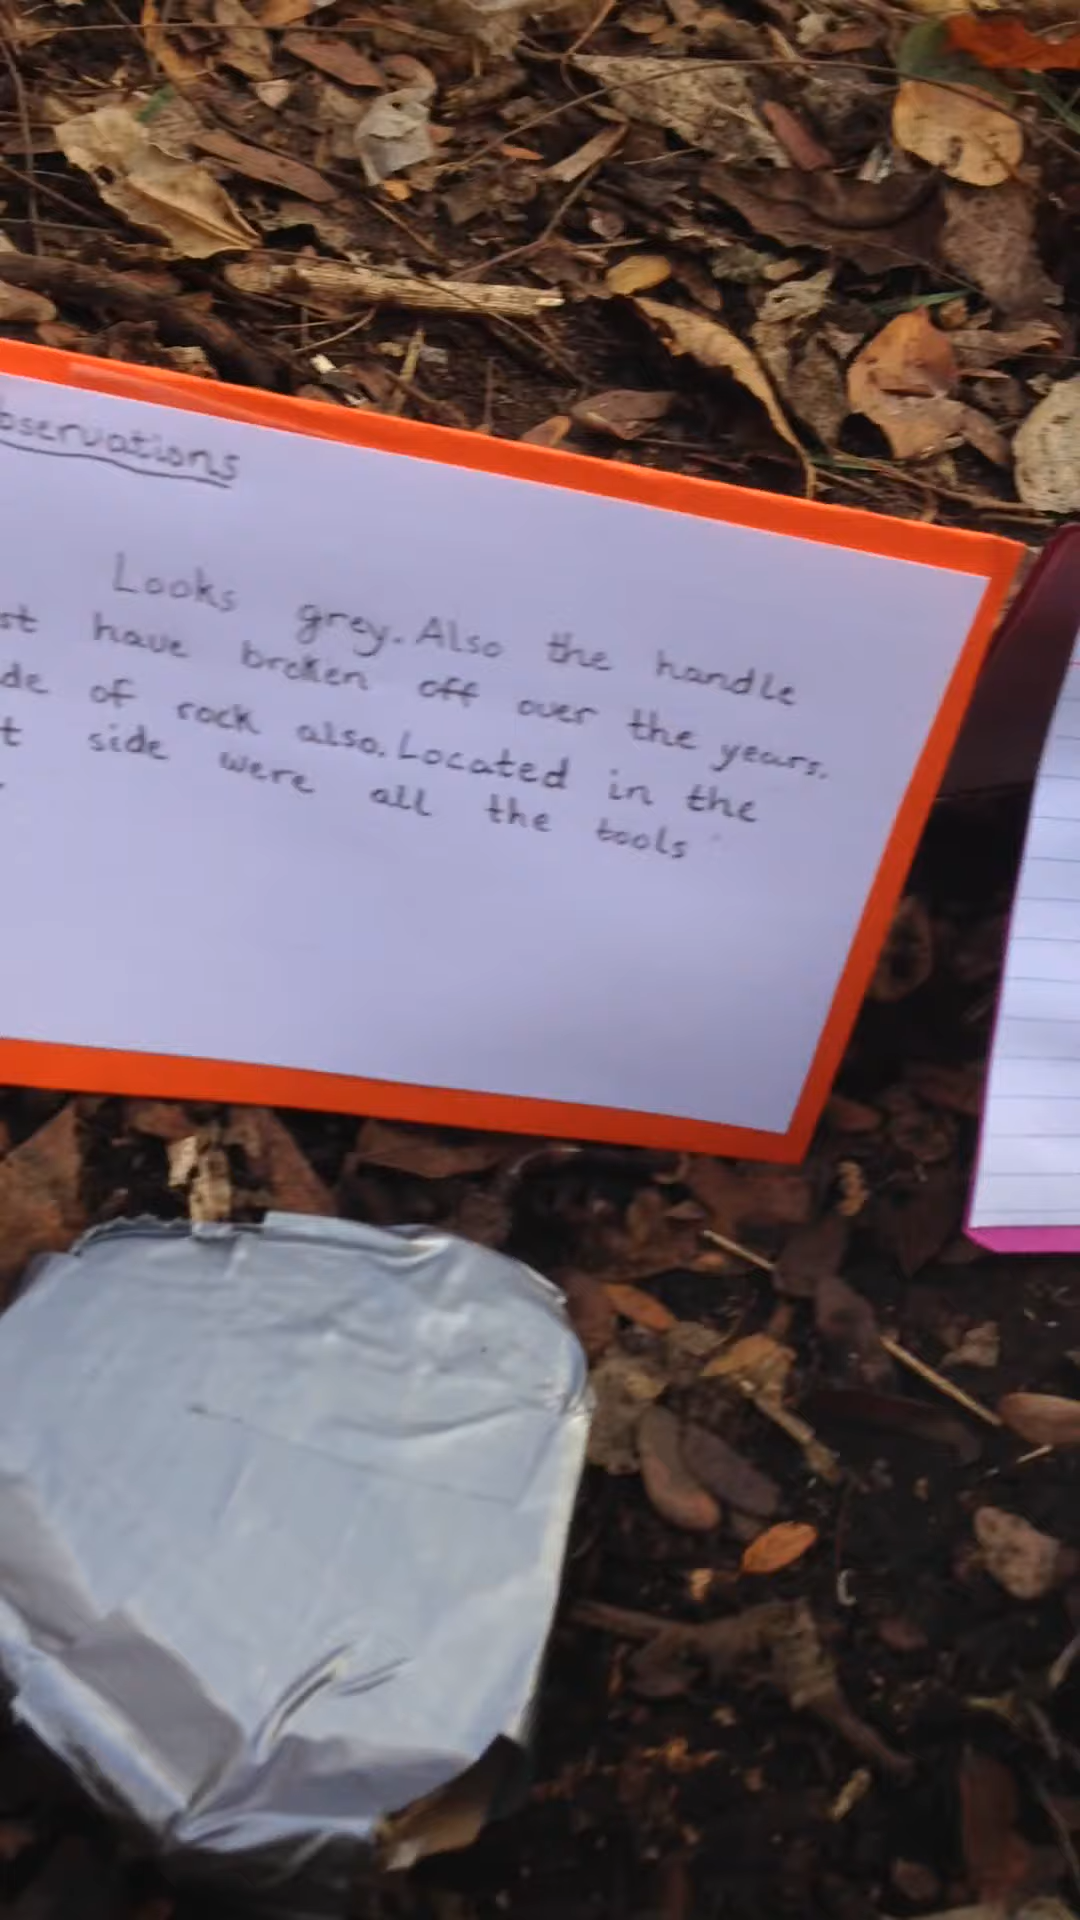 bservations
Looks grey. Also the handle
st have broken off over the years.
de of rock also. Located in the
t side were all the tools